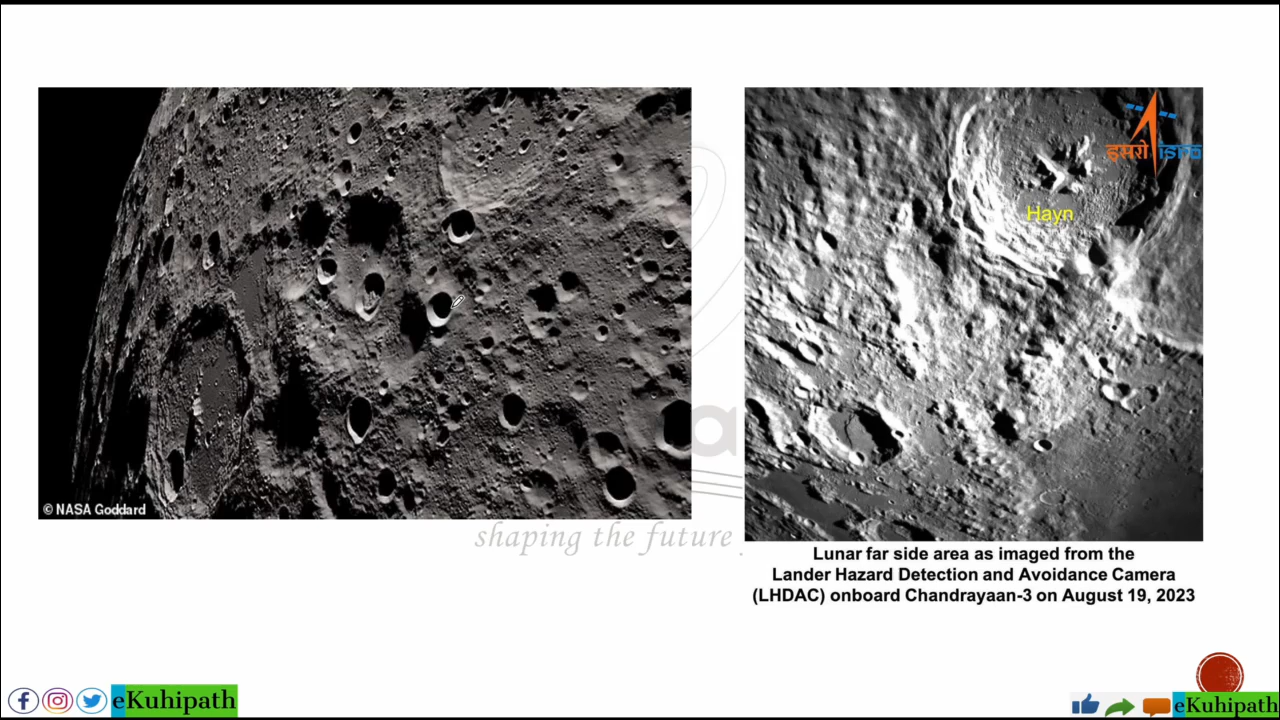 © NASA Goddard
इसरो isro
Hayn
shaping the future
Lunar far side area as imaged from the
Lander Hazard Detection and Avoidance Camera
(LHDAC) onboard Chandrayaan-3 on August 19, 2023
eKuhipath
eKuhipath